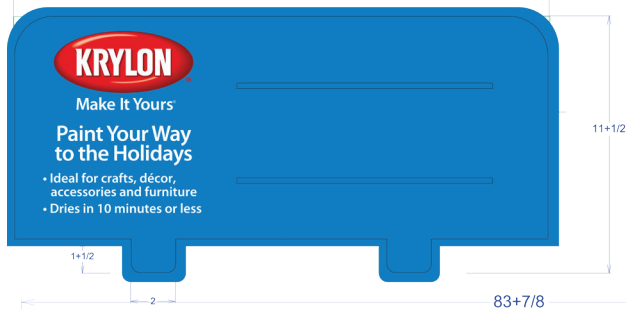 KRYLON
Make It Yours®
Paint Your Way
to the Holidays
• Ideal for crafts, décor,
accessories and furniture
• Dries in 10 minutes or less
11+1/2
1+1/2
2
83+7/8